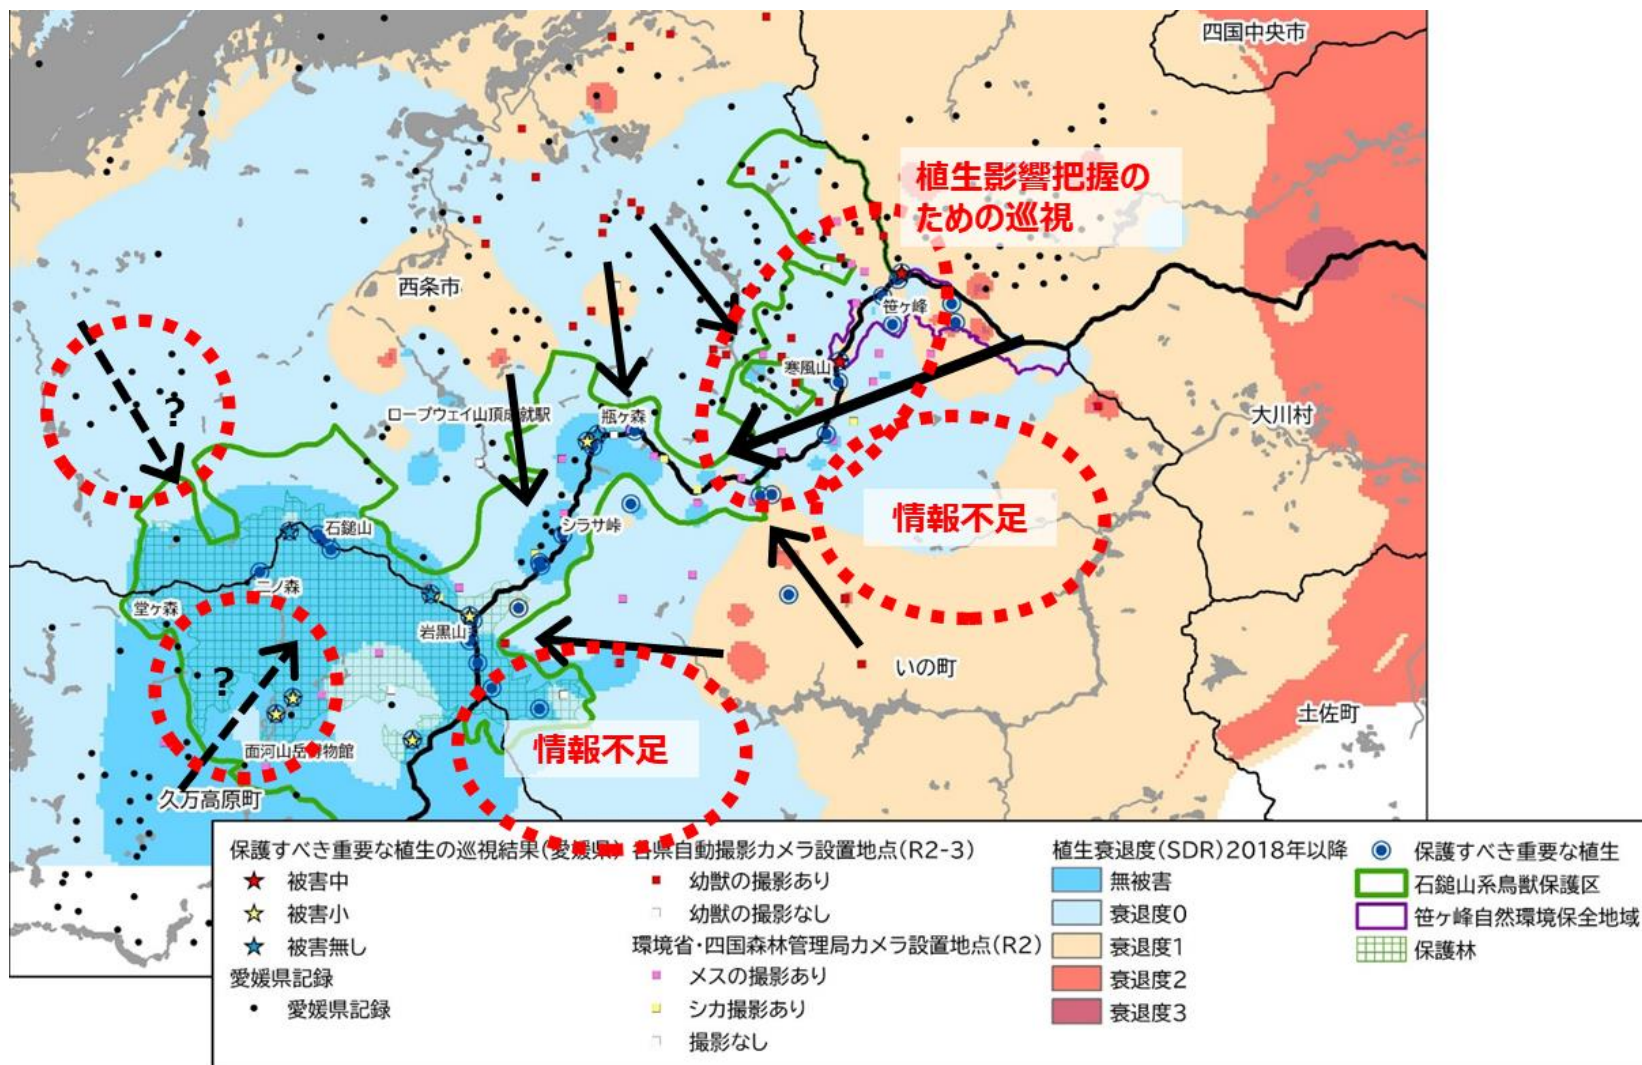 四国中央市
植生影響把握の
ための巡視
西条市
笹ヶ峰
寒風山
?
ロープウェイ山頂成就駅
瓶ヶ森
大川村
情報不足
石鎚山
シラサ峠
二ノ森
堂ヶ森
岩黒山
?
いの町
土佐町
情報不足
面河山岳博物館
久万高原町
保護すべき重要な植生の巡視結果(愛媛県)
被害中
被害小
被害無し
愛媛県記録
愛媛県記録
各県自動撮影カメラ設置地点(R2-3)
幼獣の撮影あり
幼獣の撮影なし
環境省・四国森林管理局カメラ設置地点(R2)
メスの撮影あり
シカ撮影あり
撮影なし
植生衰退度(SDR)2018年以降
無被害
衰退度0
衰退度1
衰退度2
衰退度3
保護すべき重要な植生
石鎚山系鳥獣保護区
笹ヶ峰自然環境保全地域
保護林